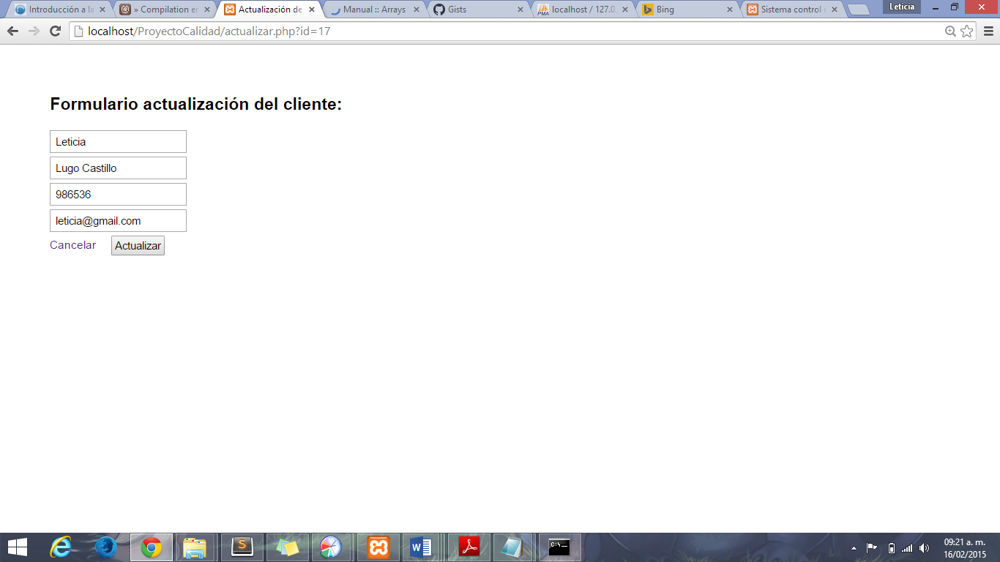 Introducción a la
» Compilation er
Actualización de
Manual :: Arrays
Gists
localhost / 127.0.
Bing
Sistema control
Leticia
localhost/ProyectoCalidad/actualizar.php?id=17
Formulario actualización del cliente:
Leticia
Lugo Castillo
986536
leticia@gmail.com
Cancelar
Actualizar
09:21 a. m.
16/02/2015